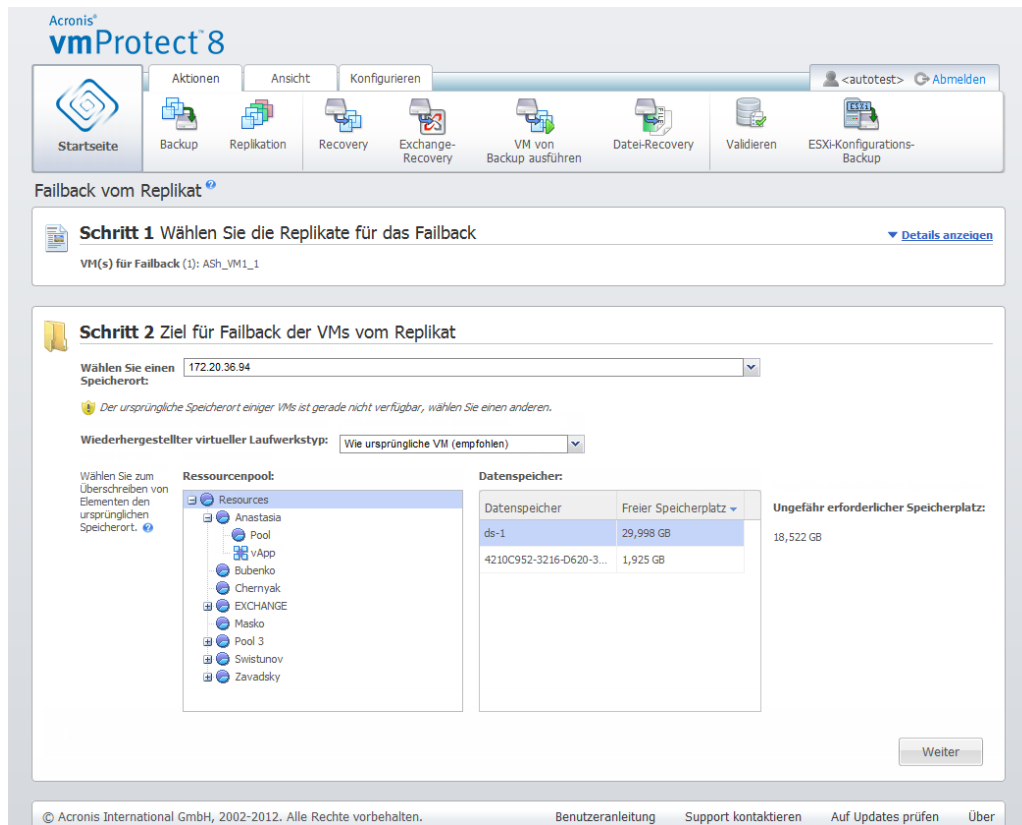 Acronis®
vmProtect™8
Aktionen Ansicht Konfigurieren
<autotest> Abmelden
Startseite
Backup
Replikation
Recovery
Exchange-
Recovery
VM von
Backup ausführen
Datei-Recovery
Validieren
ESXi-Konfigurations-
Backup
ESXi
Failback vom Replikat ?
Schritt 1 Wählen Sie die Replikate für das Failback
Details anzeigen
VM(s) für Failback (1): ASh_VM1_1
Schritt 2 Ziel für Failback der VMs vom Replikat
Wählen Sie einen
Speicherort:
172.20.36.94
Der ursprüngliche Speicherort einiger VMs ist gerade nicht verfügbar, wählen Sie einen anderen.
Wiederhergestellter virtueller Laufwerkstyp: Wie ursprüngliche VM (empfohlen)
Wählen Sie zum
Überschreiben von
Elementen den
ursprünglichen
Speicherort. ?
Ressourcenpool:
Resources
Anastasia
Pool
vApp
Bubenko
Chernyak
EXCHANGE
Masko
Pool 3
Swistunov
Zavadsky
Datenspeicher:
Datenspeicher Freier Speicherplatz
ds-1 29,998 GB
4210C952-3216-D620-3... 1,925 GB
Ungefähr erforderlicher Speicherplatz:
18,522 GB
Weiter
© Acronis International GmbH, 2002-2012. Alle Rechte vorbehalten.
Benutzeranleitung Support kontaktieren Auf Updates prüfen Über